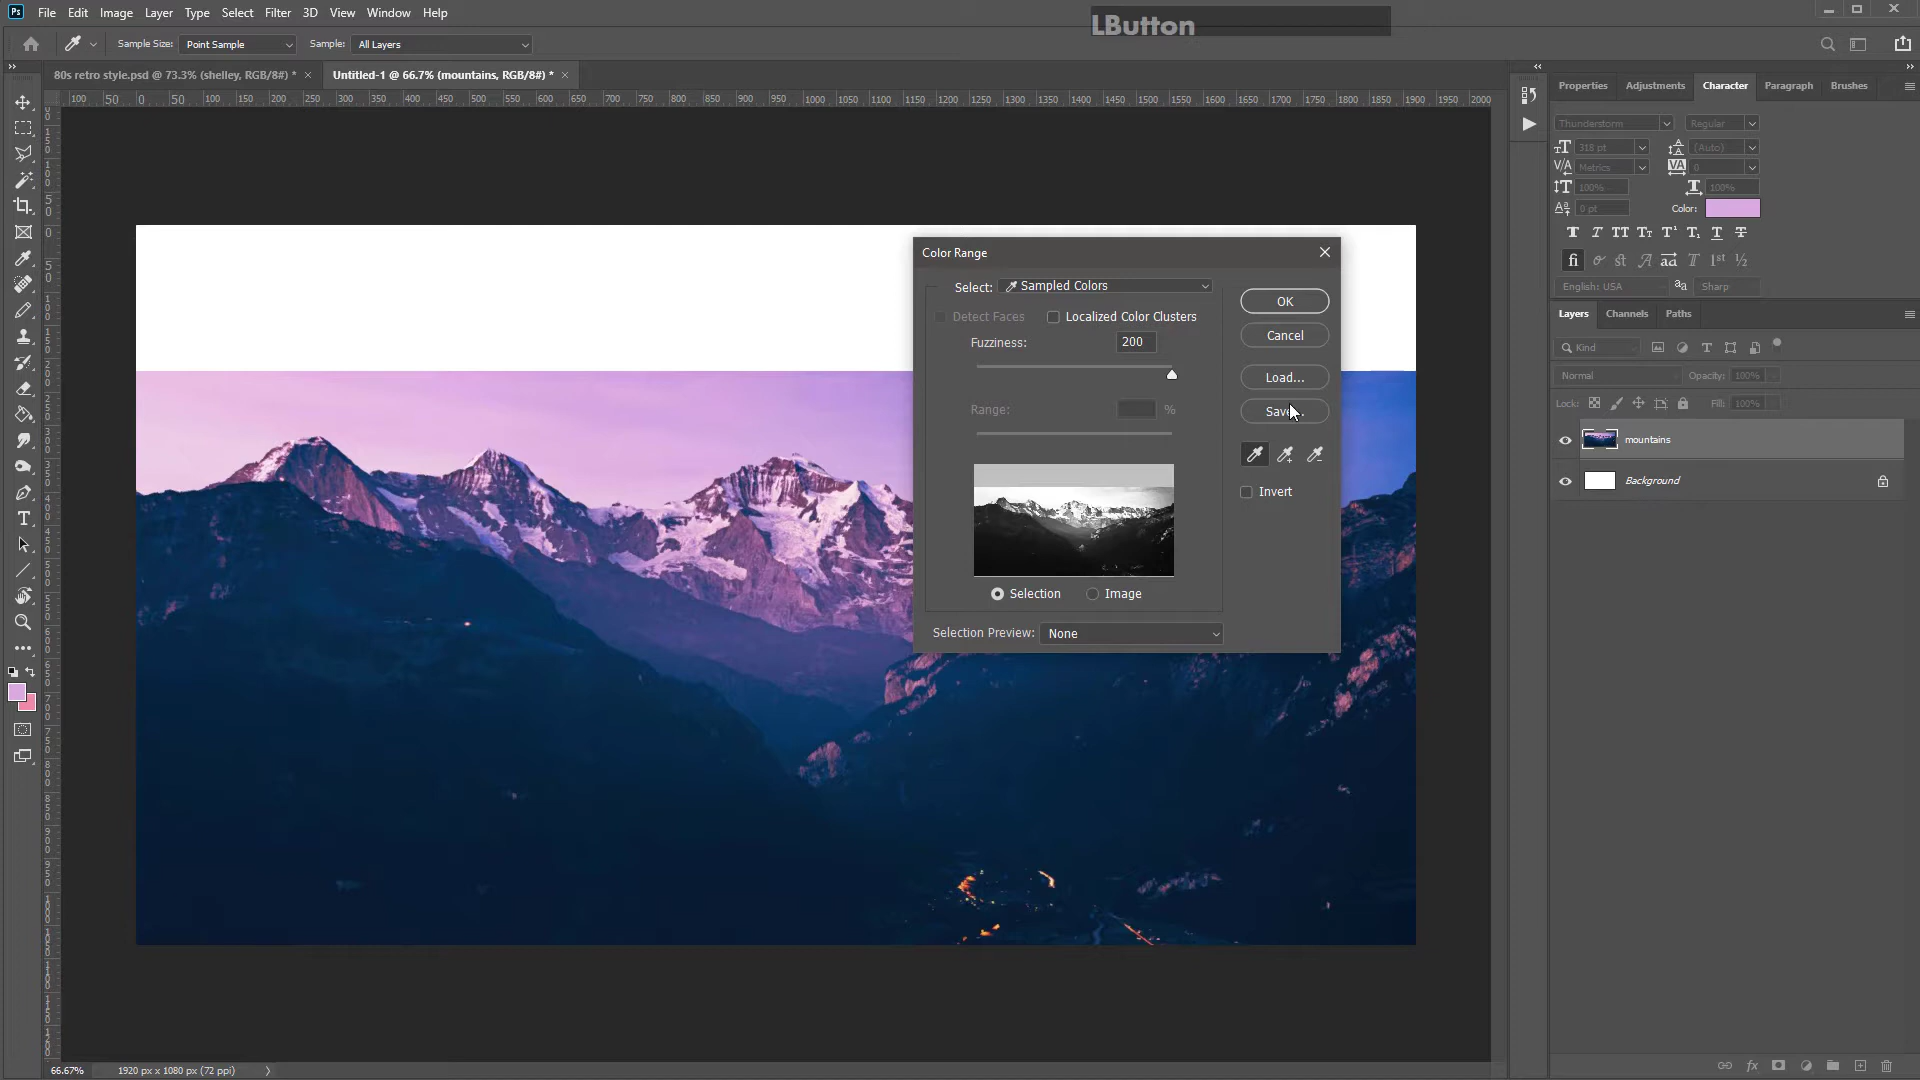 Ps File Edit Image Layer Type Select Filter 3D View Window Help
LButton
Sample Size: Point Sample Sample: All Layers
80s retro style.psd @ 73.3% (shelley, RGB/8#) * × Untitled-1 @ 66.7% (mountains, RGB/8#) * ×
100 50 0 50 100 150 200 250 300 350 400 450 500 550 600 650 700 750 800 850 900 950 1000 1050 1100 1150 1200 1250 1300 1350 1400 1450 1500 1550 1600 1650 1700 1750 1800 1850 1900 1950 2000
Color Range
Select: Sampled Colors
Detect Faces Localized Color Clusters
Fuzziness: 200
Range: %
Selection Image
Selection Preview: None
OK
Cancel
Load...
Save...
Invert
Properties Adjustments Character Paragraph Brushes
Thunderstorm Regular
318 pt (Auto)
Metrics 0
100% 100%
0 pt Color:
English: USA aa Sharp
Layers Channels Paths
Kind
Normal Opacity: 100%
Lock: Fill: 100%
mountains
Background
66.67% 1920 px x 1080 px (72 ppi)